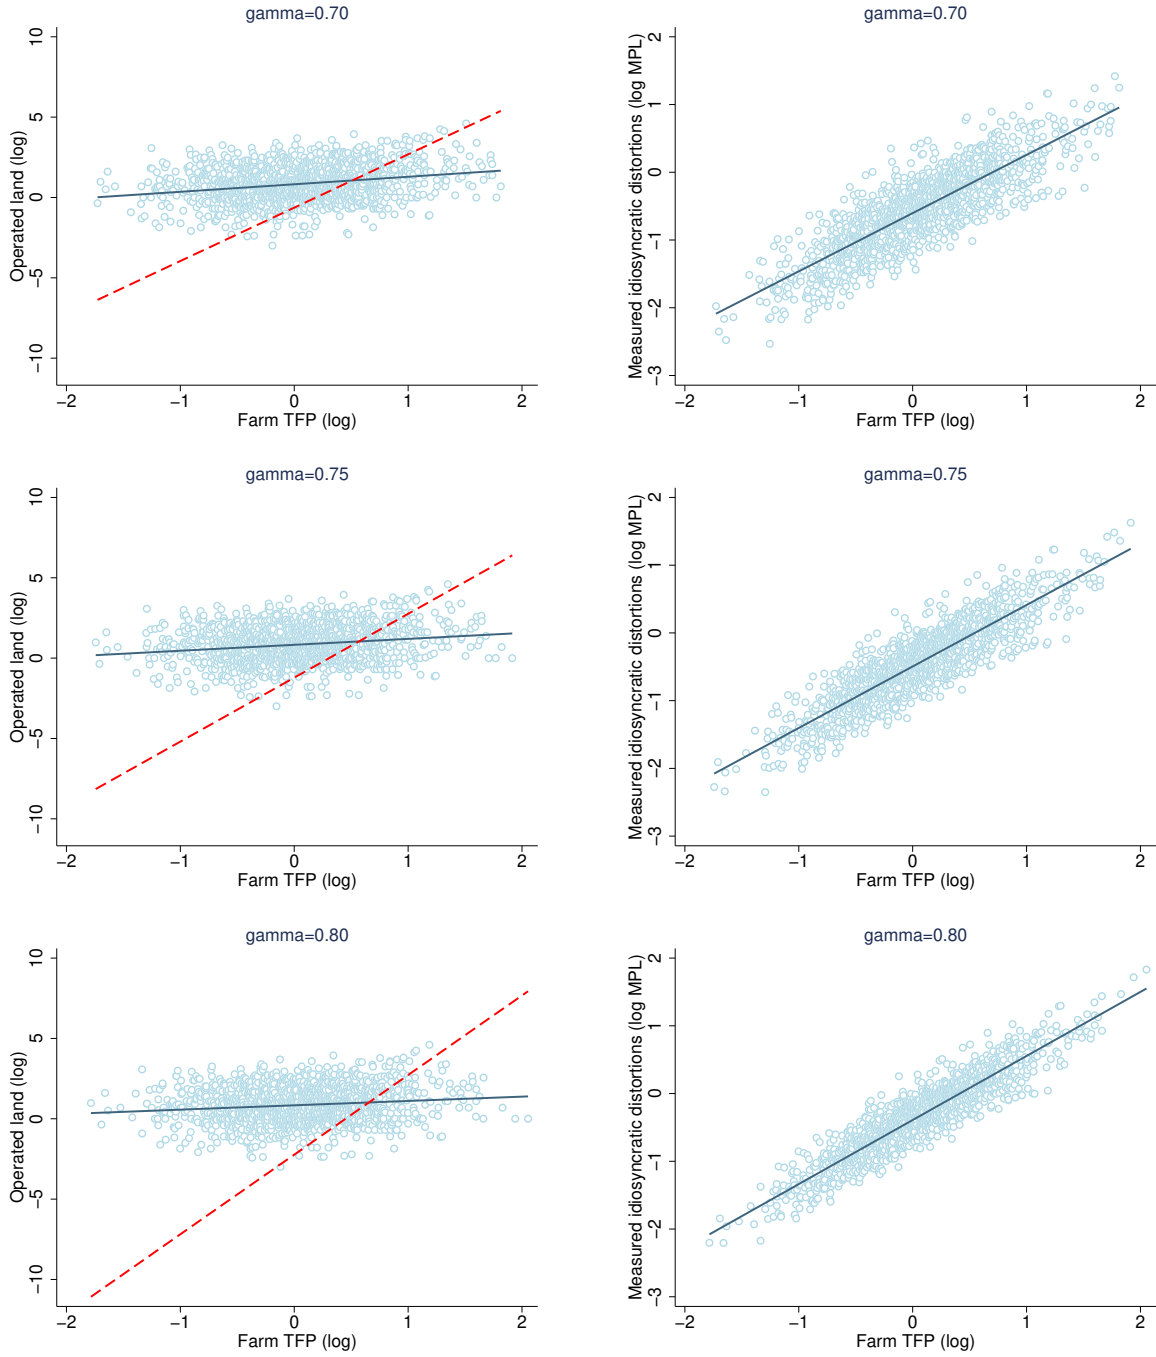 gamma=0.70
Operated land (log)
10
5
0
−5
−10
−2 −1 0 1 2
Farm TFP (log)
gamma=0.70
Measured idiosyncratic distortions (log MPL)
2
1
0
−1
−2
−3
−2 −1 0 1 2
Farm TFP (log)
gamma=0.75
Operated land (log)
10
5
0
−5
−10
−2 −1 0 1 2
Farm TFP (log)
gamma=0.75
Measured idiosyncratic distortions (log MPL)
2
1
0
−1
−2
−3
−2 −1 0 1 2
Farm TFP (log)
gamma=0.80
Operated land (log)
10
5
0
−5
−10
−2 −1 0 1 2
Farm TFP (log)
gamma=0.80
Measured idiosyncratic distortions (log MPL)
2
1
0
−1
−2
−3
−2 −1 0 1 2
Farm TFP (log)